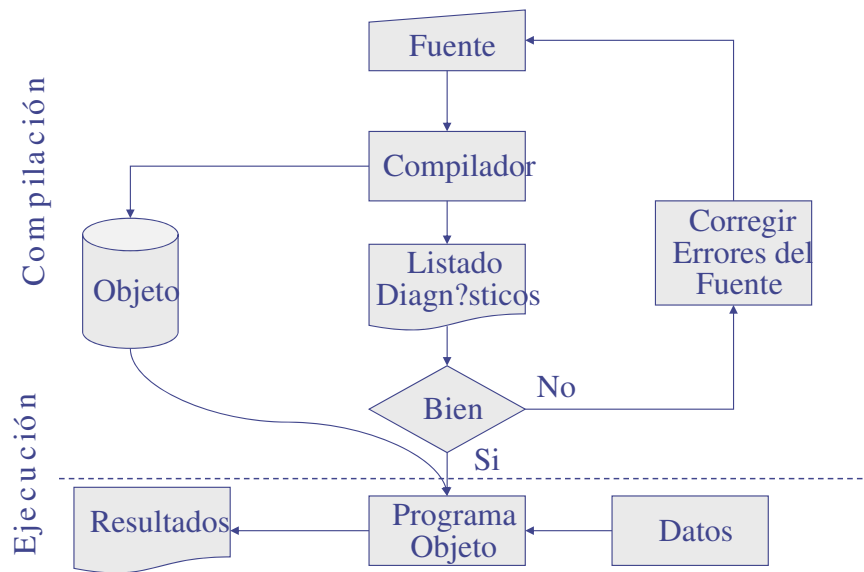 Fuente
Compilación
Compilador
Corregir
Errores del
Fuente
Listado
Diagn?sticos
Objeto
No
Bien
Si
Ejecución
Resultados
Programa
Objeto
Datos